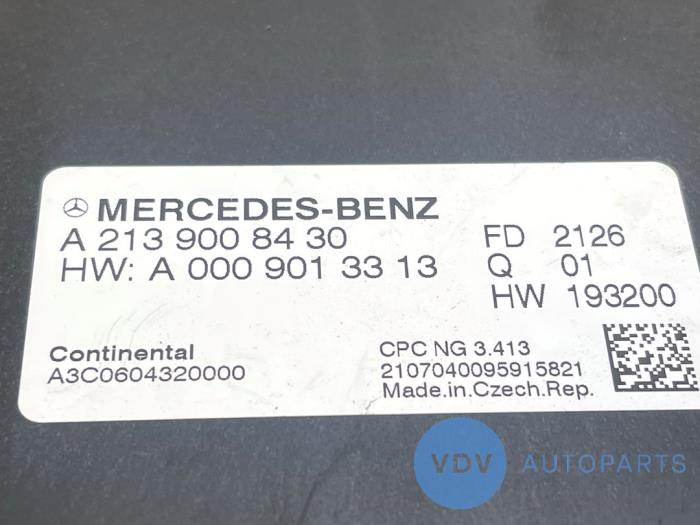 MERCEDES-BENZ
A 213 900 84 30
HW: A 000 901 33 13
FD 2126
Q 01
HW 193200
Continental
A3C0604320000
CPC NG 3.413
2107040095915821
Made.in.Czech.Rep.
VDV AUTOPARTS